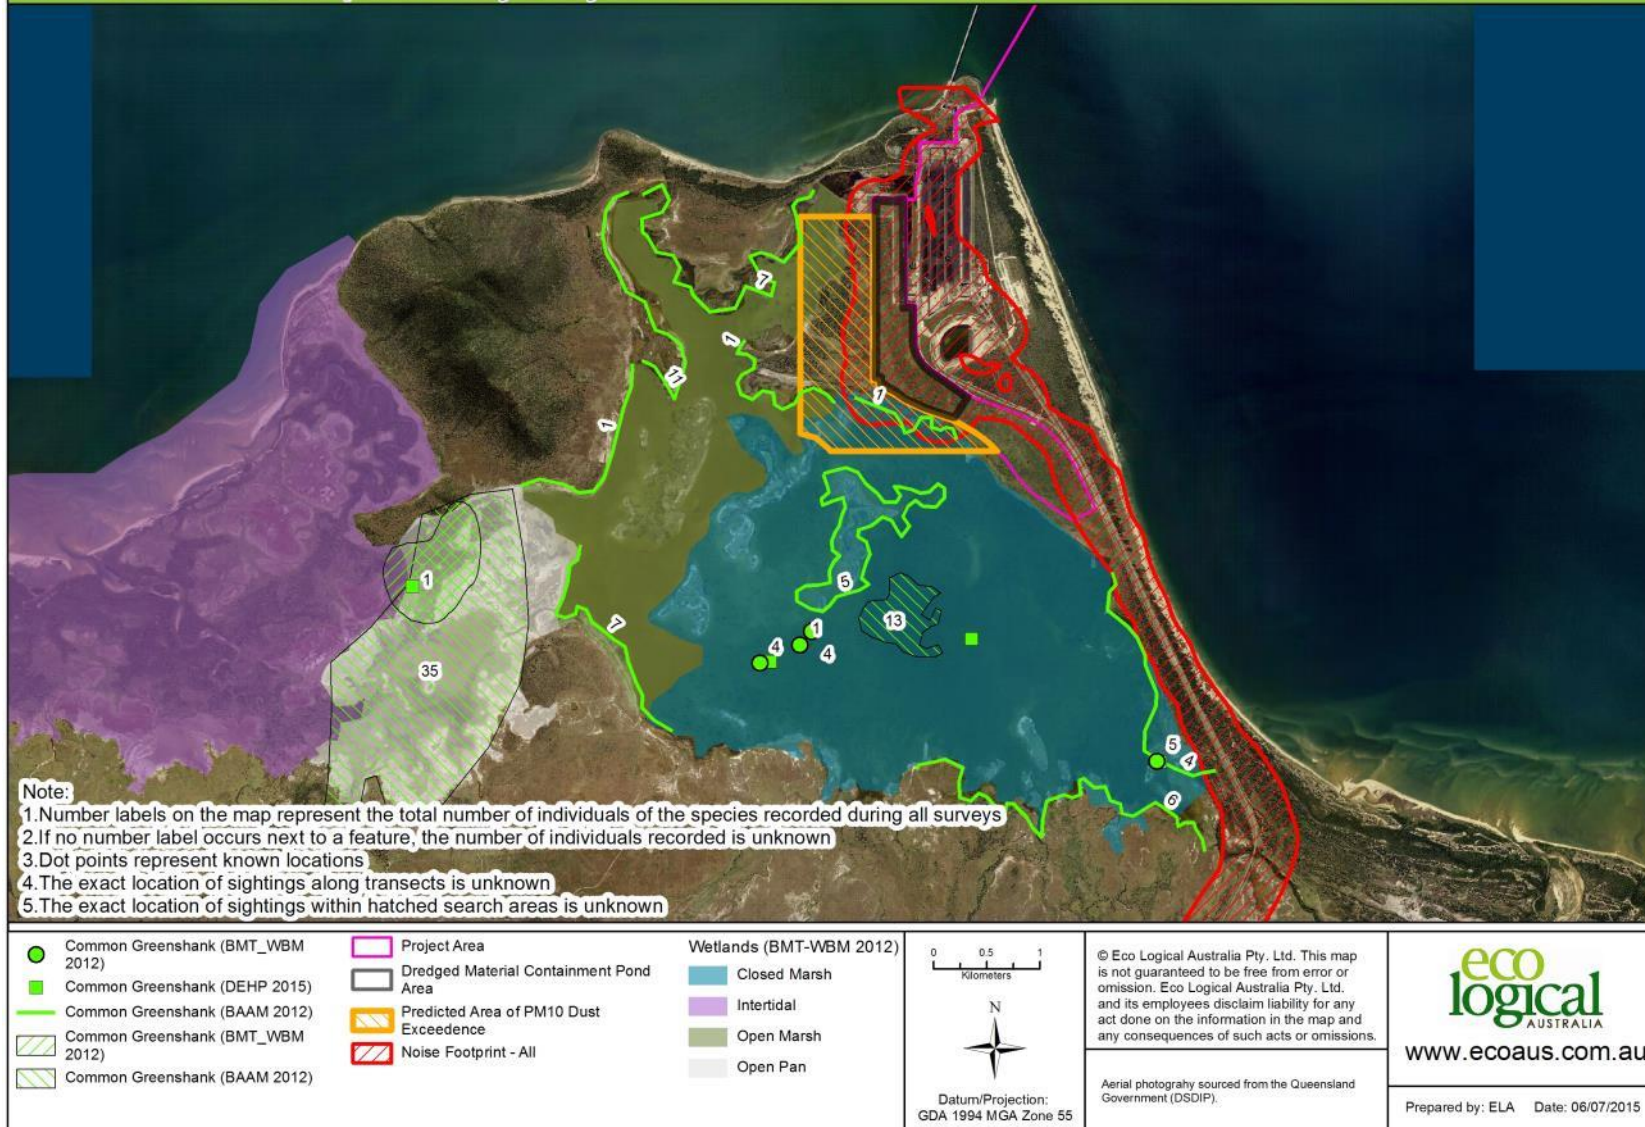 7
1
11
1
1
1
5
13
1
4
4
7
35
5
4
6
Note:
1.Number labels on the map represent the total number of individuals of the species recorded during all surveys
2.If no number label occurs next to a feature, the number of individuals recorded is unknown
3.Dot points represent known locations
4.The exact location of sightings along transects is unknown
5.The exact location of sightings within hatched search areas is unknown
Common Greenshank (BMT_WBM
2012)
Common Greenshank (DEHP 2015)
Common Greenshank (BAAM 2012)
Common Greenshank (BMT_WBM
2012)
Common Greenshank (BAAM 2012)
Project Area
Dredged Material Containment Pond
Area
Predicted Area of PM10 Dust
Exceedence
Noise Footprint - All
Wetlands (BMT-WBM 2012)
Closed Marsh
Intertidal
Open Marsh
Open Pan
0 0.5 1
Kilometers
N
Datum/Projection:
GDA 1994 MGA Zone 55
© Eco Logical Australia Pty. Ltd. This map
is not guaranteed to be free from error or
omission. Eco Logical Australia Pty. Ltd.
and its employees disclaim liability for any
act done on the information in the map and
any consequences of such acts or omissions.
Aerial photograhy sourced from the Queensland
Government (DSDIP).
eco
logical
AUSTRALIA
www.ecoaus.com.au
Prepared by: ELA Date: 06/07/2015